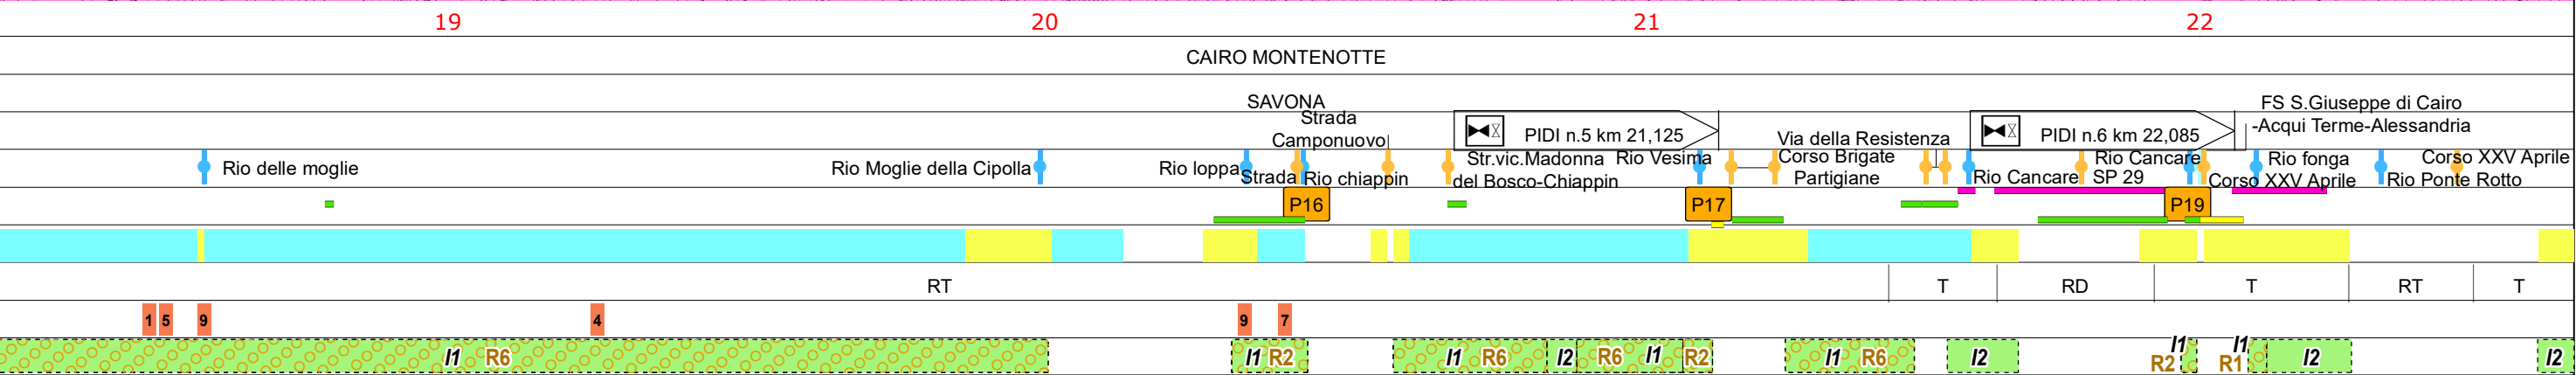 19 20 21 22
CAIRO MONTENOTTE
SAVONA
FS S.Giuseppe di Cairo
-Acqui Terme-Alessandria
Strada
Camponuovo
PIDI n.5 km 21,125
PIDI n.6 km 22,085
Via della Resistenza
Rio delle moglie
Rio Moglie della Cipolla
Rio loppa
Strada
Rio chiappin
Str.vic.Madonna
del Bosco-Chiappin
Rio Vesima
Corso Brigate
Partigiane
Rio Cancare
Rio Cancare
SP 29
Corso XXV Aprile
Rio fonga
Rio Ponte Rotto
Corso XXV Aprile
P16 P17 P19
RT T RD T RT T
1 5 9 4 9 7
I1 R6 I1 R2 I1 R6 I2 R6 I1 R2 I1 R6 I2 I1 R2 I1 R1 I2 I2